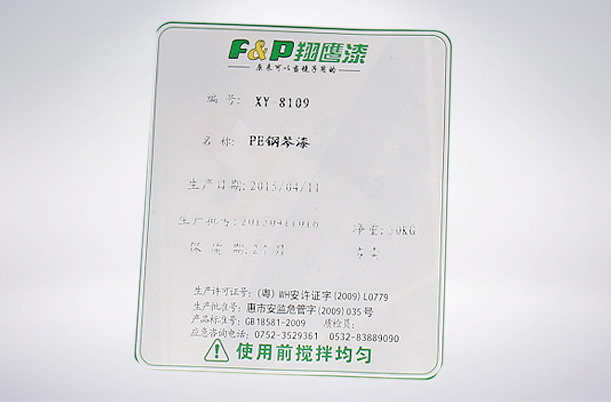 F&P翔鹰漆
原来可以当镜子用的
编 号: XY-8109
名 称: PE钢琴漆
生产日期:2015/04/11
生产批号:
净重: 30KG
保 质 期:2个月
生产许可证号: (粤) WH安许证字(2009)L0779
生产批准号: 惠市安监危管字(2009)035号
产品标准号: GB18581-2009 质检员:
应急咨询电话: 0752-3529361 0532-83889090
使用前搅拌均匀